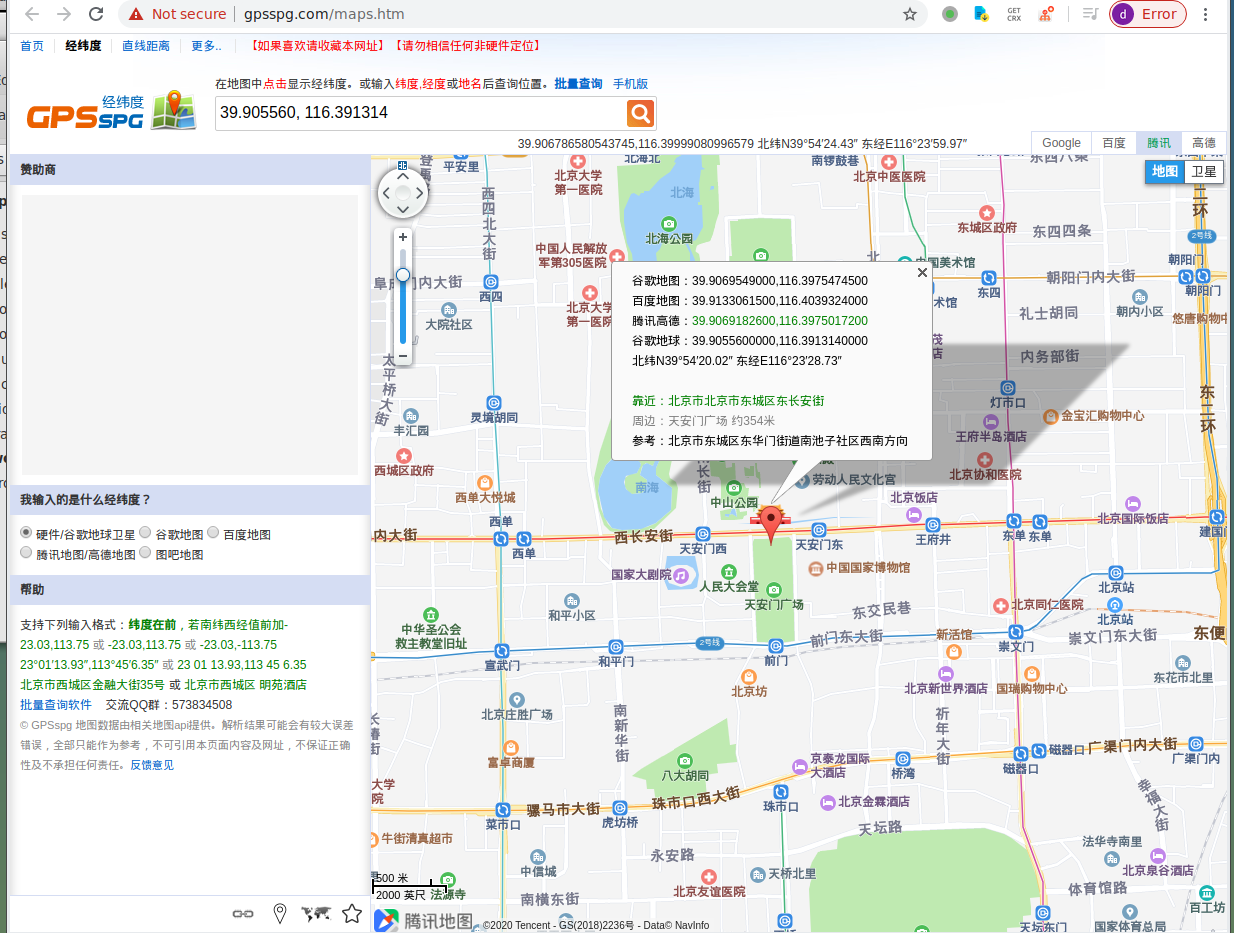 Not secure
gpsspg.com/maps.htm
GET
CRX
d
Error
首页
经纬度
直线距离
更多..
【如果喜欢请收藏本网址】【请勿相信任何非硬件定位】
在地图中点击显示经纬度。或输入纬度,经度或地名后查询位置。批量查询 手机版
GPSSPG
经纬度
39.905560, 116.391314
39.906786580543745,116.39999080996579 北纬N39°54′24.43″ 东经E116°23′59.97″
Google
百度
腾讯
高德
赞助商
我输入的是什么经纬度？
硬件/谷歌地球卫星 谷歌地图 百度地图
腾讯地图/高德地图 图吧地图
帮助
支持下列输入格式：纬度在前，若南纬西经值前加-
23.03,113.75 或 -23.03,113.75 或 -23.03,-113.75
23°01′13.93″,113°45′6.35″ 或 23 01 13.93,113 45 6.35
北京市西城区金融大街35号 或 北京市西城区 明苑酒店
批量查询软件 交流QQ群：573834508
© GPSspg 地图数据由相关地图api提供。解析结果可能会有较大误差
错误，全部只能作为参考，不可引用本页面内容及网址，不保证正确
性及不承担任何责任。反馈意见
地图
卫星
谷歌地图：39.9069549000,116.3975474500
百度地图：39.9133061500,116.4039324000
腾讯高德：39.9069182600,116.3975017200
谷歌地球：39.9055600000,116.3913140000
北纬N39°54′20.02″ 东经E116°23′28.73″
靠近：北京市北京市东城区东长安街
周边：天安门广场 约354米
参考：北京市东城区东华门街道南池子社区西南方向
平安里
北京大学
第一医院
北海北
北海
北海公园
南锣鼓巷
北京中医医院
东四八条
东城区政府
东四四条
东二环
2号线
朝阳门
朝阳门
西四北大街
中国人民解放
军第305医院
中国美术馆
东四
朝阳门内大街
朝内小区
悠唐购物中
阜成门内大街
西四
大院社区
北京大学
第一医院
礼士胡同
内务部街
太平桥大街
灵境胡同
丰汇园
西城区政府
灯市口
金宝汇购物中心
王府半岛酒店
北京协和医院
东二环
西单大悦城
南海
南长街
中山公园
劳动人民文化宫
北京饭店
北京国际饭店
内大街
西单
西单
西长安街
天安门西
天安门东
王府井
东单
东单
建国门
国家大剧院
人民大会堂
中国国家博物馆
天安门广场
北京站
北京站
和平小区
中华圣公会
救主教堂旧址
东交民巷
北京同仁医院
宣武门
和平门
2号线
前门
前门东大街
新活馆
崇文门
崇文门东大街
东便
北京坊
北京新世界酒店
国瑞购物中心
东花市北里
北京庄胜广场
南新华街
祈年大街
长椿街
富卓商厦
八大胡同
京泰龙国际
大酒店
桥湾
磁器口
磁器口
广渠门内大街
广渠门内
大学
院
珠市口西大街
珠市口
北京金霖酒店
幸福大街
骡马市大街
菜市口
虎坊桥
天坛路
牛街清真超市
永安路
中信城
法源寺
南横东街
北京友谊医院
天桥北里
法华寺南里
北京泉谷酒店
体育馆路
天坛东门
国家体育总局
百工坊
500 米
2000 英尺
腾讯地图
©2020 Tencent - GS(2018)2236号 - Data© NavInfo